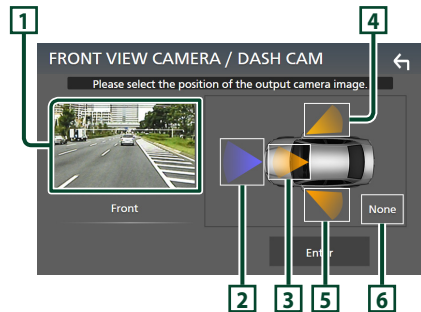 1
4
FRONT VIEW CAMERA / DASH CAM
Please select the position of the output camera image.
Front
None
Enter
2
3
5
6